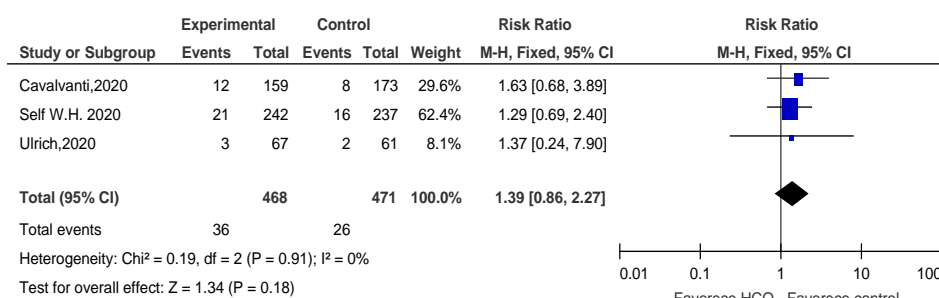 Experimental Control Risk Ratio Risk Ratio
Study or Subgroup Events Total Events Total Weight M-H, Fixed, 95% CI M-H, Fixed, 95% CI
Cavalvanti,2020 12 159 8 173 29.6% 1.63 [0.68, 3.89]
Self W.H. 2020 21 242 16 237 62.4% 1.29 [0.69, 2.40]
Ulrich,2020 3 67 2 61 8.1% 1.37 [0.24, 7.90]
Total (95% CI) 468 471 100.0% 1.39 [0.86, 2.27]
Total events 36 26
Heterogeneity: Chi² = 0.19, df = 2 (P = 0.91); I² = 0%
Test for overall effect: Z = 1.34 (P = 0.18)
0.01 0.1 1 10 100
Favorece HCQ Favorece control